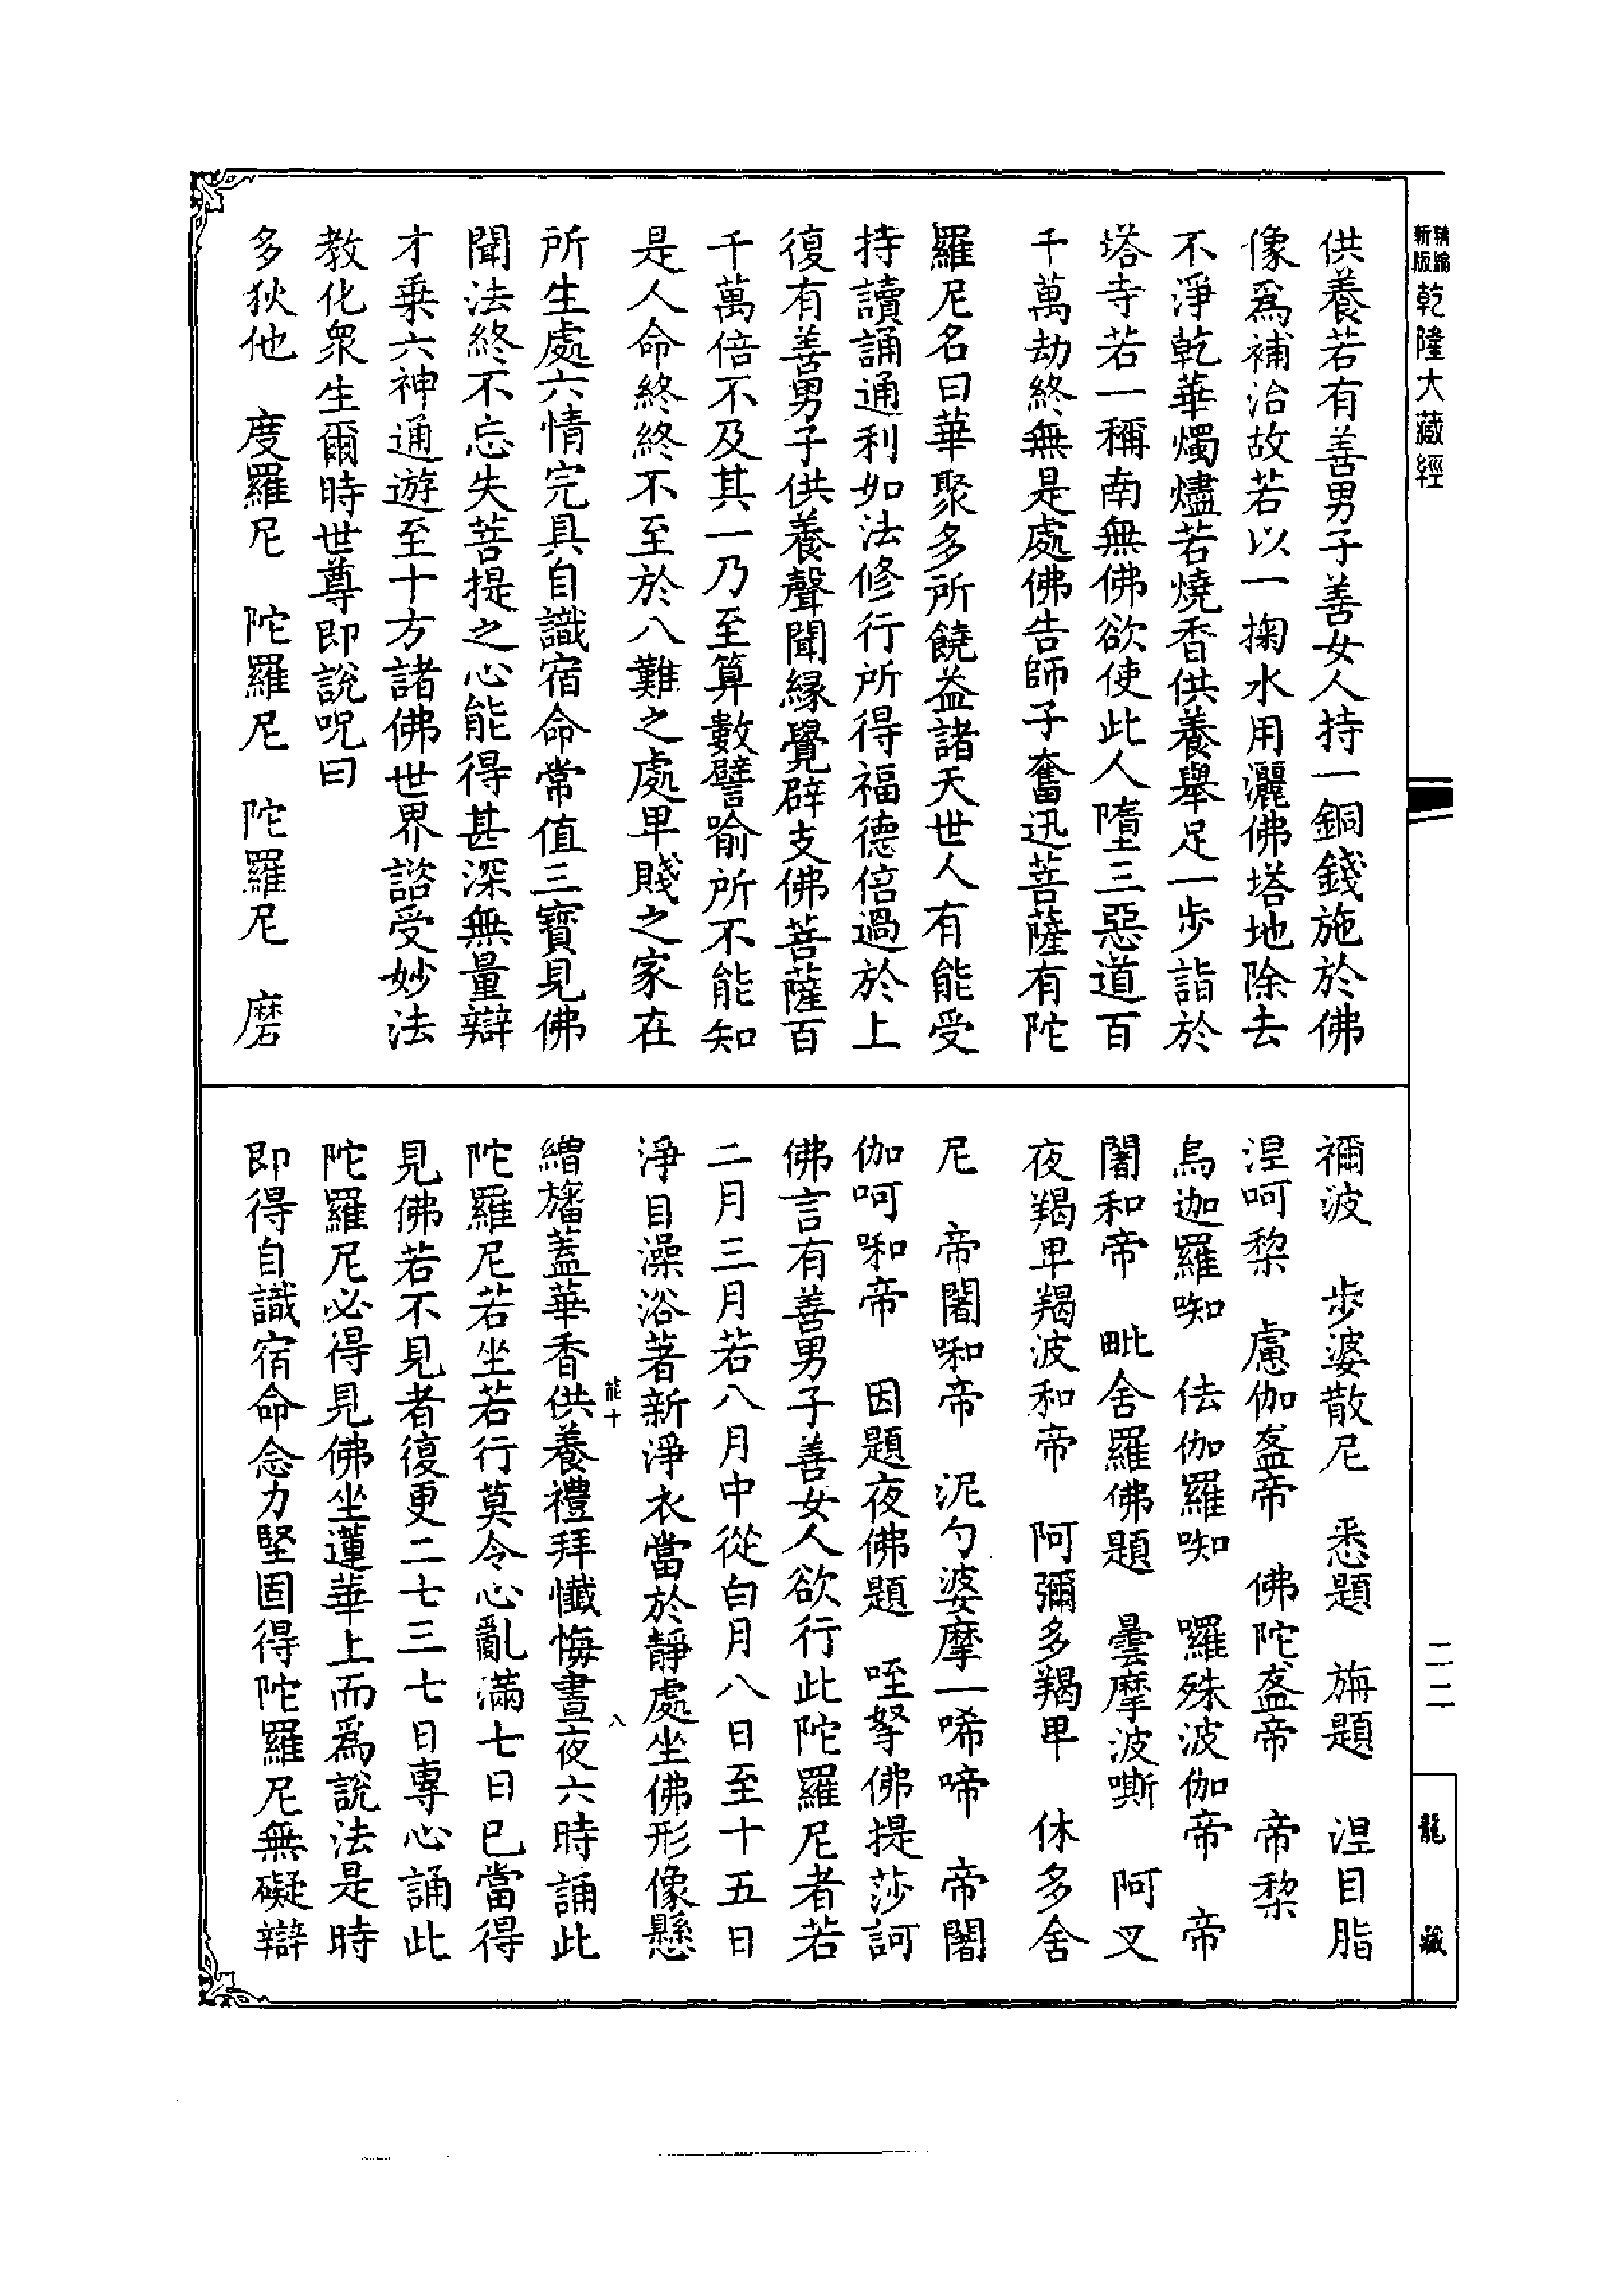 供養若有善男子善女人持一銅錢施於佛
像爲補治故若以一掬水用灑佛塔地除去
不淨乾華燭燼若燒香供養舉足一步詣於
塔寺若一稱南無佛欲使此人墮三惡道百
千萬劫終無是處佛告師子奮迅菩薩有陀
羅尼名曰華聚多所饒益諸天世人有能受
持讀誦通利如法修行所得福德倍過於上
復有善男子供養聲聞緣覺辟支佛菩薩百
千萬倍不及其一乃至算數譬喻所不能知
是人命終終不至於八難之處卑賤之家在
所生處六情完具自識宿命常值三寶見佛
聞法終不忘失菩提之心能得甚深無量辯
才乗六神通遊至十方諸佛世界諮受妙法
教化衆生爾時世尊即說呪曰
多狄他　度羅尼　陀羅尼　陀羅尼　磨
禰波　步婆散尼　悉題　旃題　涅目脂
涅呵黎　慮伽盋帝　佛陀盋帝　帝黎
烏迦羅㗌　佉伽羅㗌　囉殊波伽帝　帝
闍和帝　毗舍羅佛題　曇摩波嘶　阿叉
夜羯卑羯波和帝　阿彌多羯卑　休多舍
尼　帝闍啝帝　泥勺婆摩一唏啼　帝闍
伽呵啝帝　因題夜佛題　咥拏佛提莎訶
佛言有善男子善女人欲行此陀羅尼者若
二月三月若八月中從白月八日至十五日
淨目澡浴著新淨衣當於靜處坐佛形像懸
繒旛蓋華香供養禮拜懺悔晝夜六時誦此
陀羅尼若坐若行莫令心亂滿七日已當得
見佛若不見者復更二七三七日專心誦此
陀羅尼必得見佛坐蓮華上而爲說法是時
即得自識宿命念力堅固得陀羅尼無礙辯
能十
八
精編
新版
乾隆大藏經
二二
龍藏